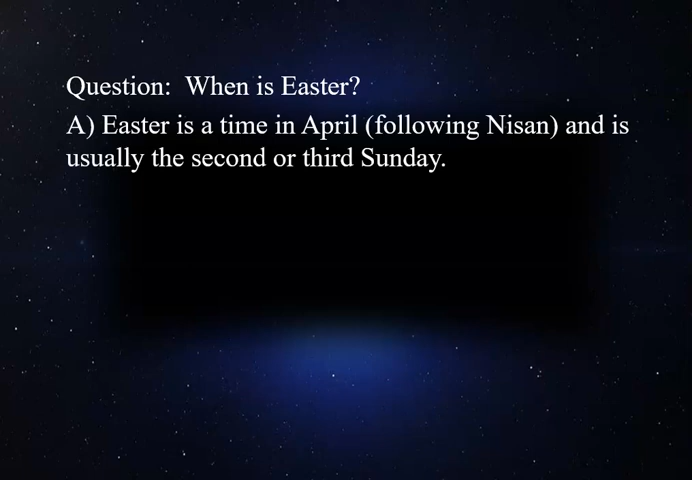 Question:  When is Easter?
A) Easter is a time in April (following Nisan) and is
usually the second or third Sunday.